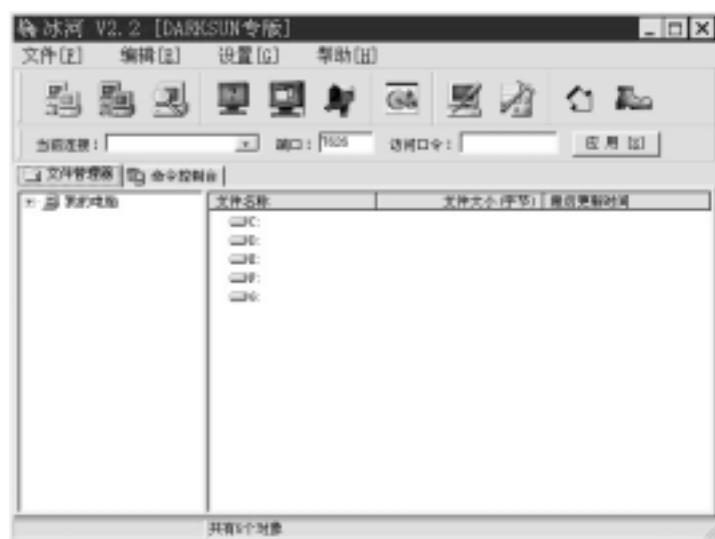 冰河 V2.2 [DARKSUN专版]
文件[F] 编辑[E] 设置[G] 帮助[H]
当前连接: 端口: 7626 访问口令: 应用[S]
文件管理器 命令控制台
我的电脑
文件名称 文件大小(字节) 最后更新时间
C:
D:
E:
F:
G:
共有5个对象